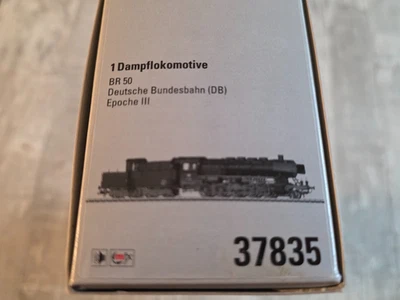 1 Dampflokomotive
BR 50
Deutsche Bundesbahn (DB)
Epoche III
37835